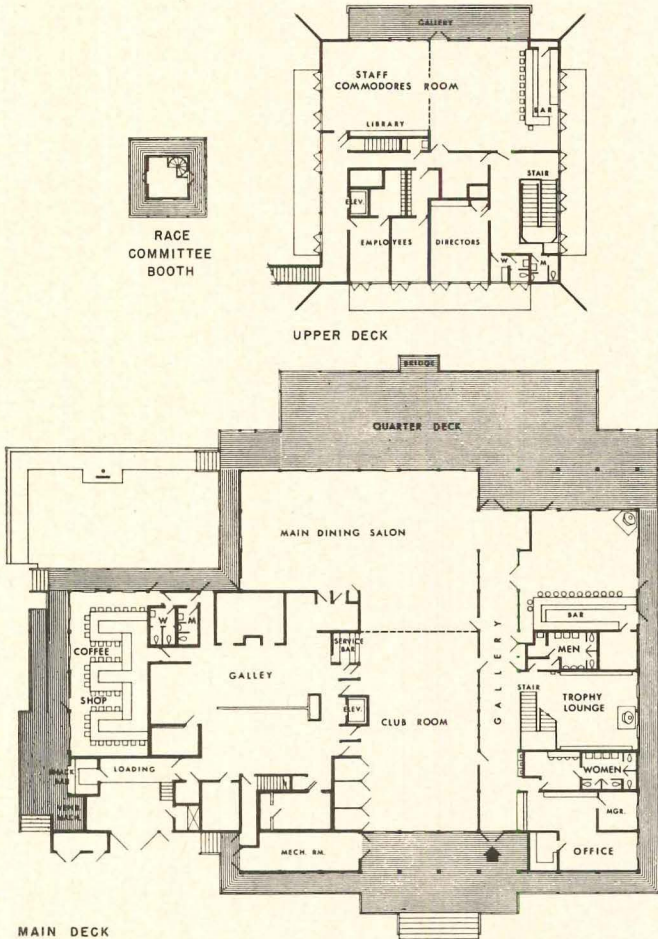 GALLERY
STAFF
COMMODORES ROOM
BAR
LIBRARY
STAIR
ELEV.
EMPLOYEES
DIRECTORS
W
M
RACE
COMMITTEE
BOOTH
UPPER DECK
BRIDGE
QUARTER DECK
MAIN DINING SALON
BAR
W
M
COFFEE
SHOP
GALLEY
SERVICE
BAR
ELEV.
CLUB ROOM
GALLERY
MEN
STAIR
TROPHY
LOUNGE
SNACK
BAR
LOADING
VEND.
MACH.
WOMEN
MGR.
OFFICE
MECH. RM.
MAIN DECK